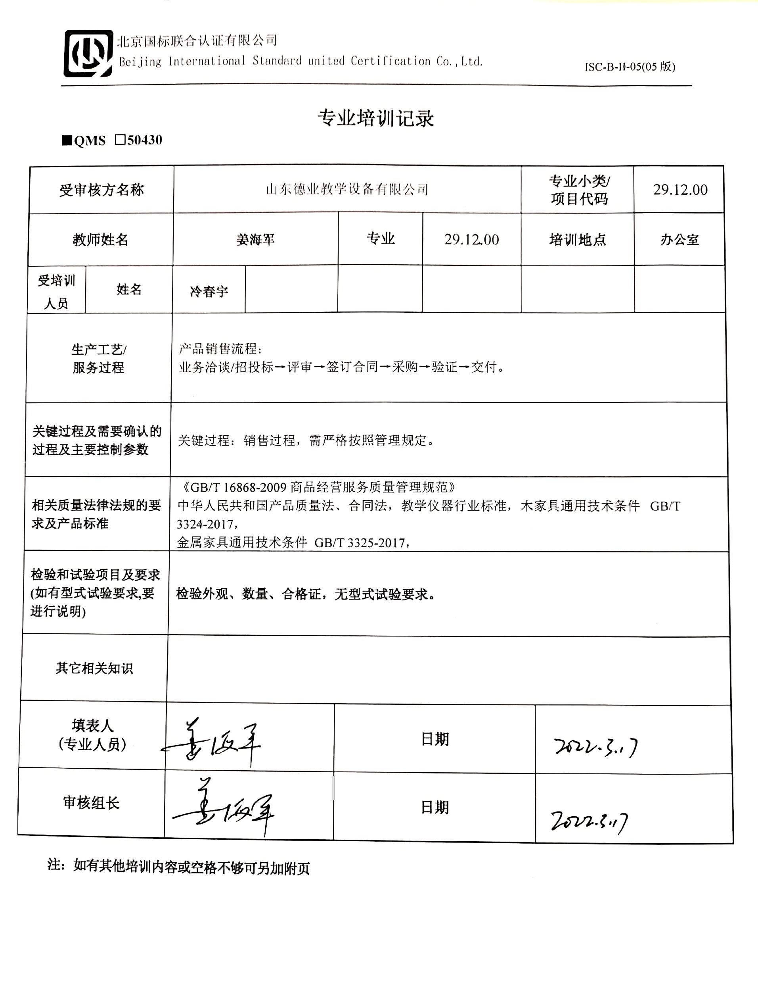 北京国标联合认证有限公司
Beijing International Standard united Certification Co.,Ltd.
ISC-B-II-05(05 版)
专业培训记录
■QMS □50430
受审核方名称 山东德业教学设备有限公司 专业小类/
项目代码 29.12.00
教师姓名 姜海军 专业 29.12.00 培训地点 办公室
受培训
人员 姓名 冷春宇
生产工艺/
服务过程
产品销售流程：
业务洽谈/招投标→评审→签订合同→采购→验证→交付。
关键过程及需要确认的
过程及主要控制参数
关键过程：销售过程，需严格按照管理规定。
相关质量法律法规的要
求及产品标准
《GB/T 16868-2009 商品经营服务质量管理规范》
中华人民共和国产品质量法、合同法，教学仪器行业标准，木家具通用技术条件 GB/T
3324-2017，
金属家具通用技术条件 GB/T 3325-2017，
检验和试验项目及要求
(如有型式试验要求,要
进行说明)
检验外观、数量、合格证，无型式试验要求。
其它相关知识
填表人
（专业人员）
姜海军 日期 2022.3.17
审核组长 姜海军 日期 2022.3.17
注：如有其他培训内容或空格不够可另加附页